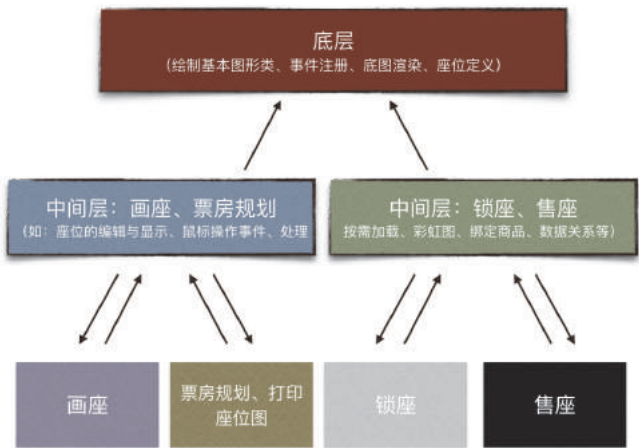 底层
(绘制基本图形类、事件注册、底图渲染、座位定义)
中间层：画座、票房规划
(如：座位的编辑与显示、鼠标操作事件、处理
中间层：锁座、售座
按需加载、彩虹图、绑定商品、数据关系等)
画座
票房规划、打印
座位图
锁座
售座